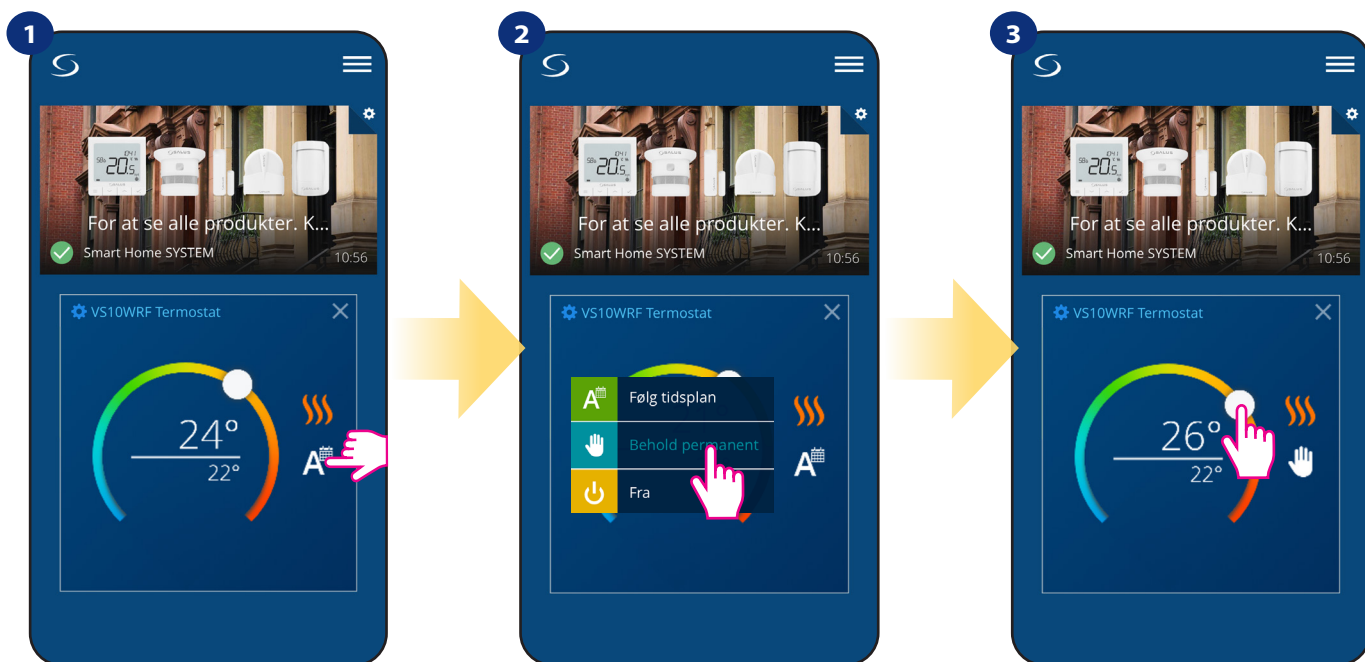 1
For at se alle produkter. K...
Smart Home SYSTEM
10:56
VS10WRF Termostat
24°
22°
A
2
For at se alle produkter. K...
Smart Home SYSTEM
10:56
VS10WRF Termostat
A Følg tidsplan
Behold permanent
Fra
A
3
For at se alle produkter. K...
Smart Home SYSTEM
10:56
VS10WRF Termostat
26°
22°